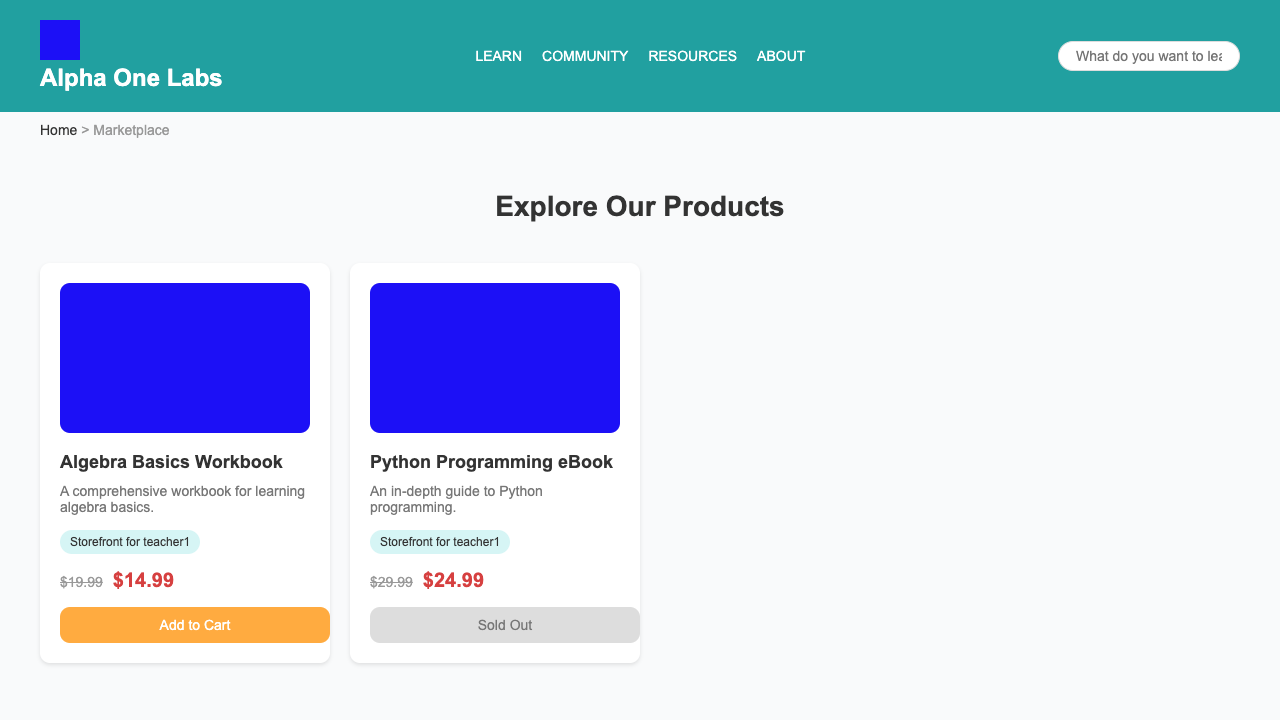 Alpha One Labs
LEARN COMMUNITY RESOURCES ABOUT
What do you want to lea
Home > Marketplace
Explore Our Products
Algebra Basics Workbook
A comprehensive workbook for learning
algebra basics.
Storefront for teacher1
$19.99 $14.99
Add to Cart
Python Programming eBook
An in-depth guide to Python
programming.
Storefront for teacher1
$29.99 $24.99
Sold Out